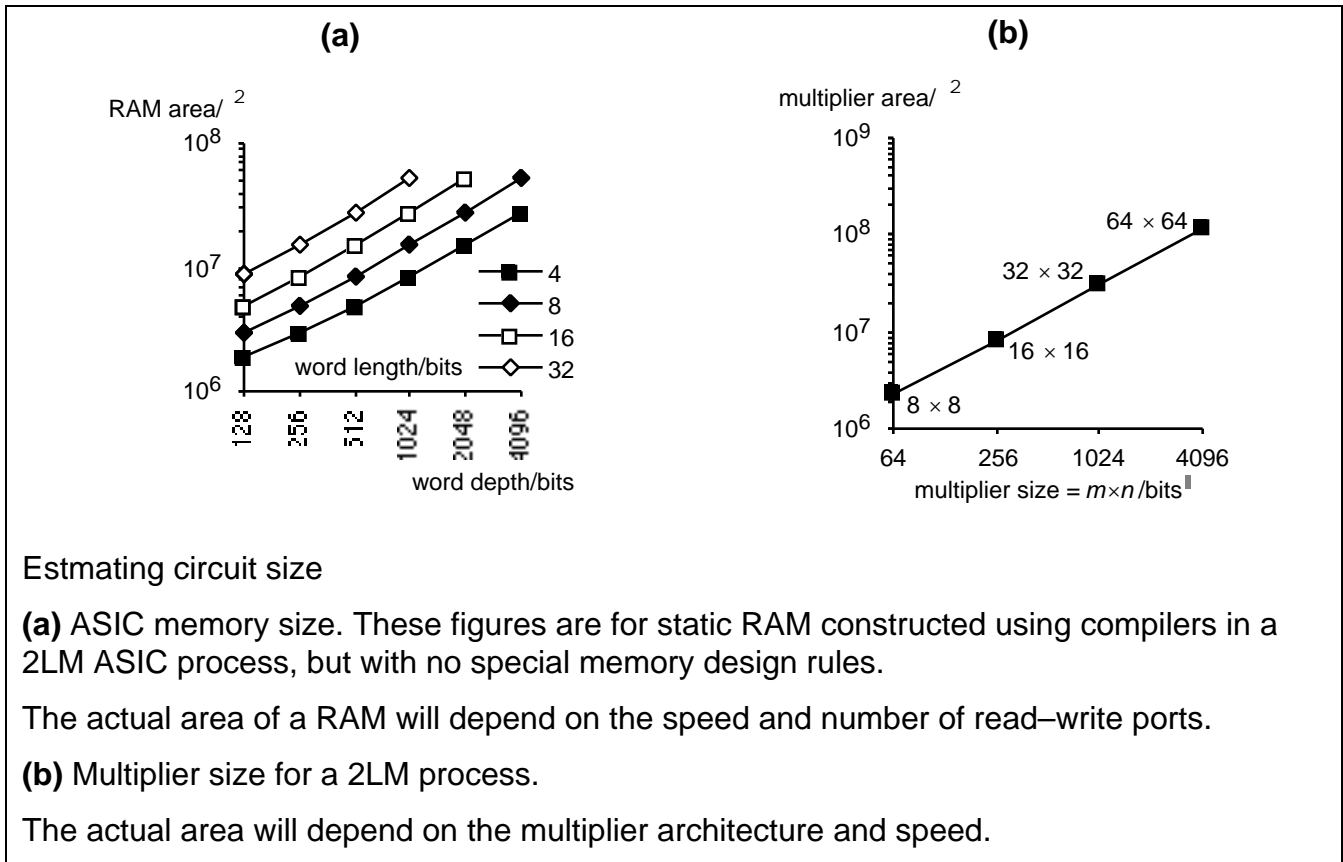 (a)
RAM area/ 2
10^8
10^7
10^6
4
8
16
32
word length/bits
128
256
512
1024
2048
4096
word depth/bits
(b)
multiplier area/ 2
10^9
10^8
10^7
10^6
64 × 64
32 × 32
16 × 16
8 × 8
64 256 1024 4096
multiplier size = m×n/bits
Estmating circuit size
(a) ASIC memory size. These figures are for static RAM constructed using compilers in a
2LM ASIC process, but with no special memory design rules.
The actual area of a RAM will depend on the speed and number of read–write ports.
(b) Multiplier size for a 2LM process.
The actual area will depend on the multiplier architecture and speed.